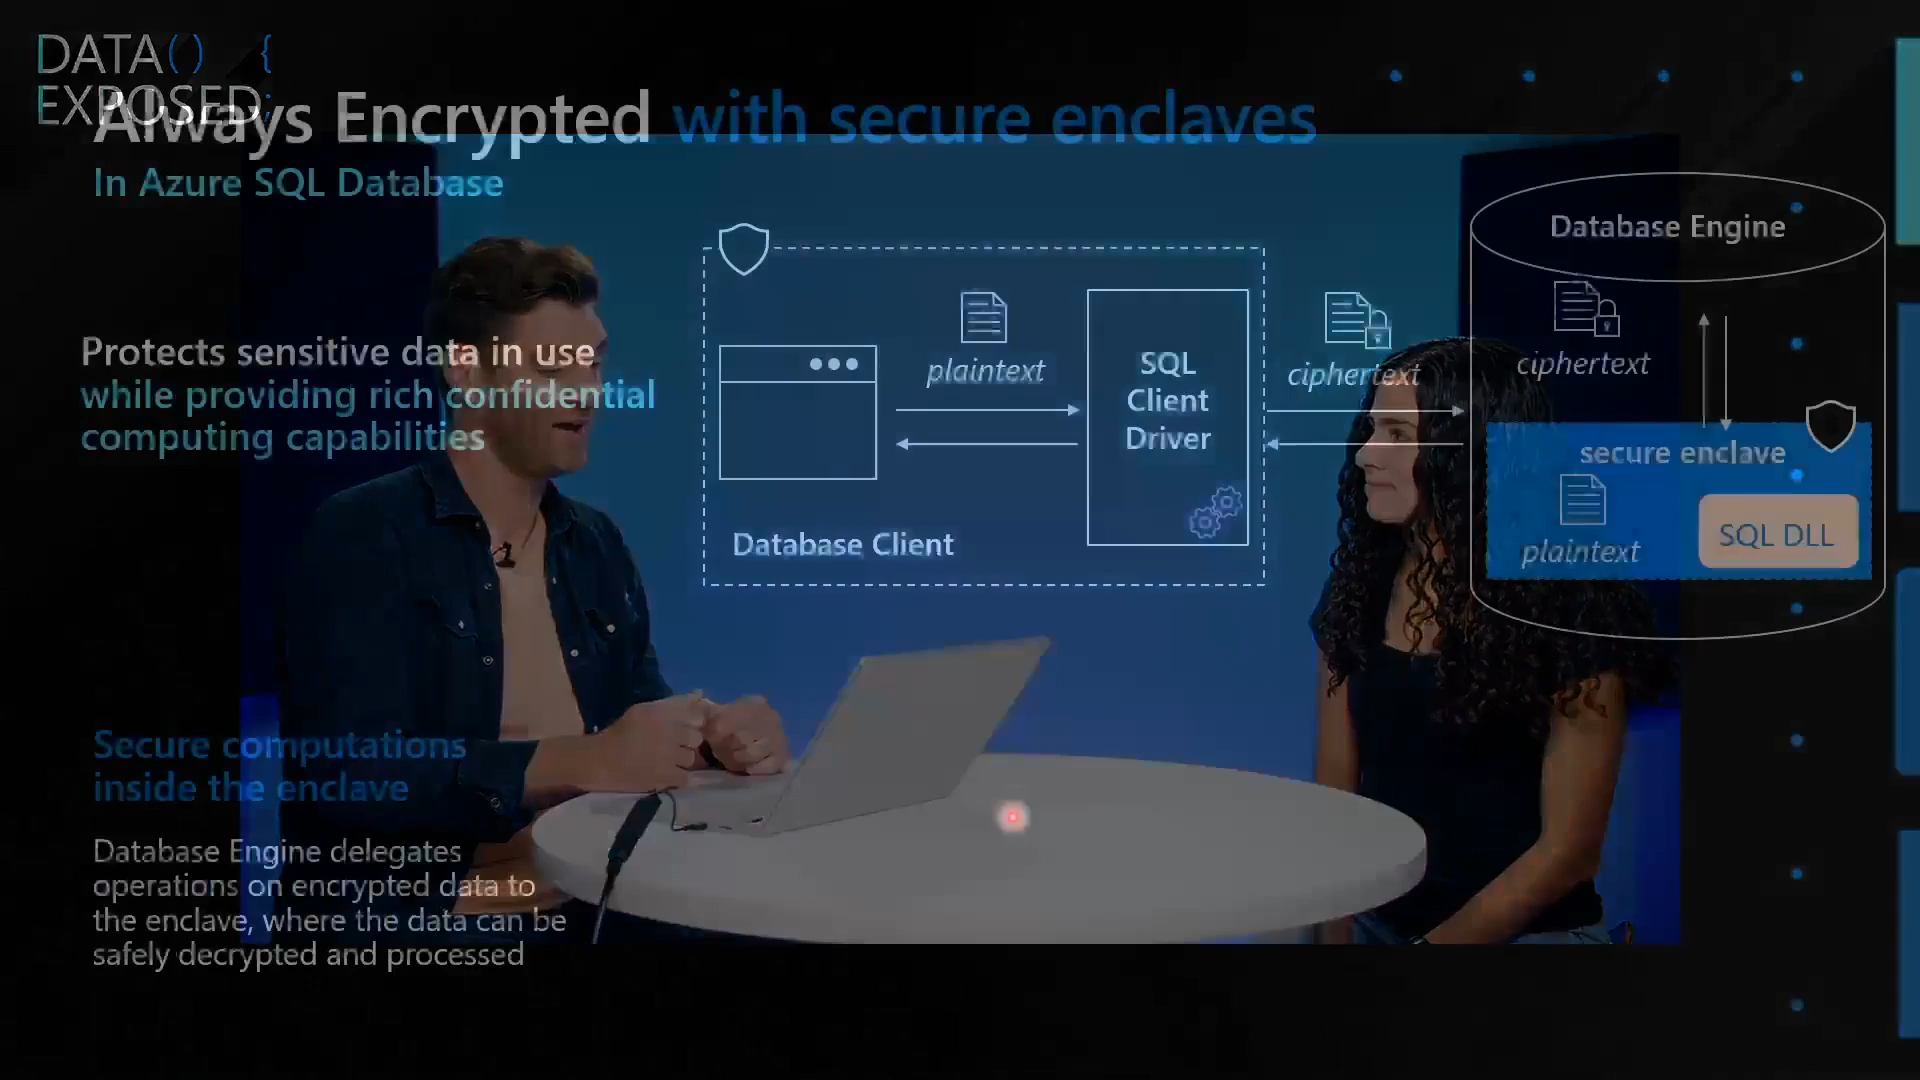 DATA() {
EXPOSED;
Always Encrypted with secure enclaves
In Azure SQL Database
Protects sensitive data in use
while providing rich confidential
computing capabilities
Secure computations
inside the enclave
Database Engine delegates
operations on encrypted data to
the enclave, where the data can be
safely decrypted and processed
plaintext
SQL
Client
Driver
Database Client
ciphertext
Database Engine
ciphertext
secure enclave
plaintext
SQL DLL